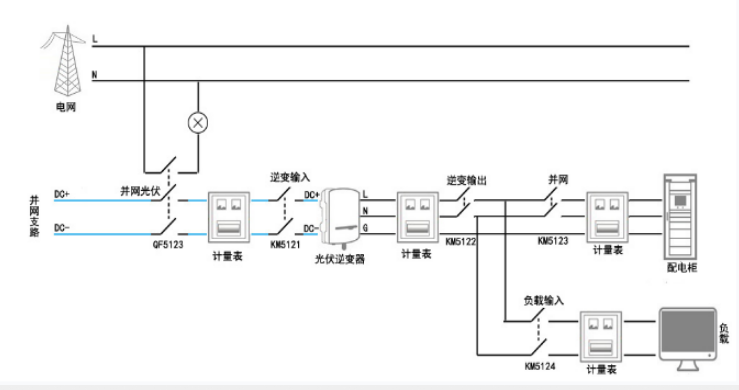 L
N
电网
并网支路
DC+
并网光伏
DC-
QF5123
计量表
逆变输入
KM5121
DC+
DC-
光伏逆变器
L
N
G
计量表
逆变输出
KM5122
并网
KM5123
计量表
配电柜
负载输入
KM5124
计量表
负载